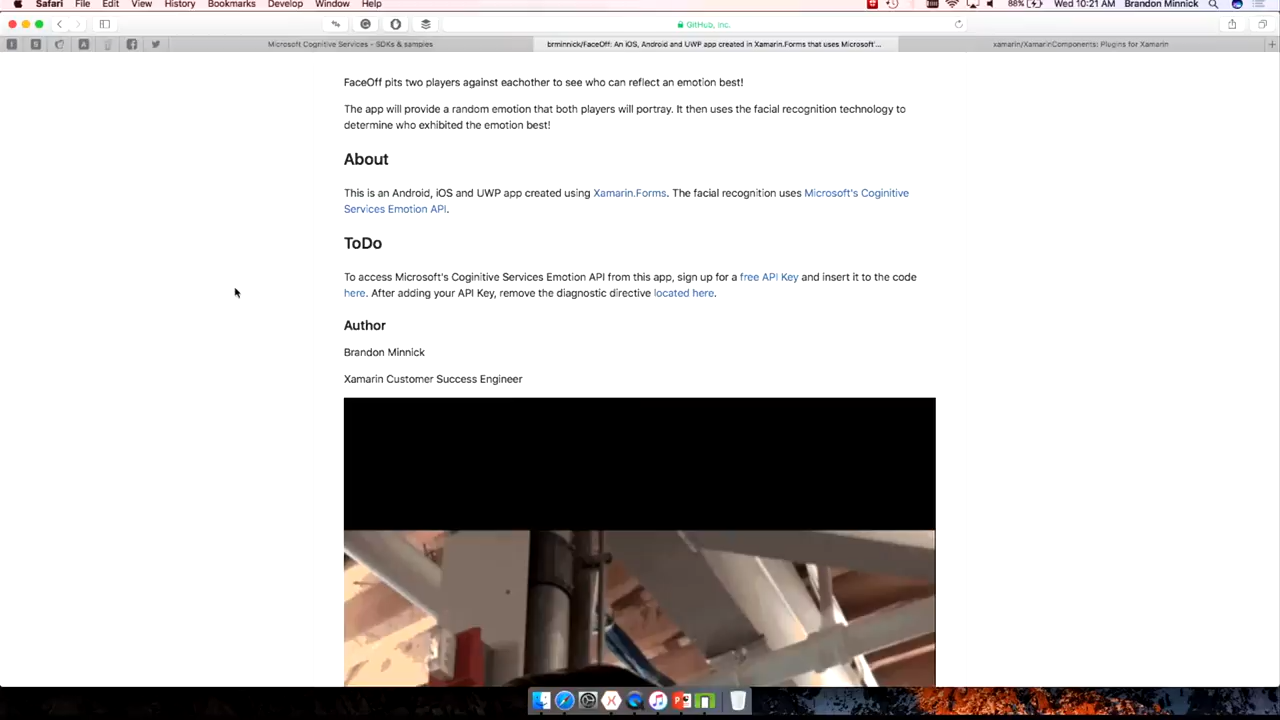 Safari File Edit View History Bookmarks Develop Window Help 88% Wed 10:21 AM Brandon Minnick
GitHub, Inc.
Microsoft Cognitive Services - SDKs & samples
brminnick/FaceOff: An iOS, Android and UWP app created in Xamarin.Forms that uses Microsoft'...
xamarin/XamarinComponents: Plugins for Xamarin
FaceOff pits two players against eachother to see who can reflect an emotion best!
The app will provide a random emotion that both players will portray. It then uses the facial recognition technology to
determine who exhibited the emotion best!
About
This is an Android, iOS and UWP app created using Xamarin.Forms. The facial recognition uses Microsoft's Coginitive
Services Emotion API.
ToDo
To access Microsoft's Coginitive Services Emotion API from this app, sign up for a free API Key and insert it to the code
here. After adding your API Key, remove the diagnostic directive located here.
Author
Brandon Minnick
Xamarin Customer Success Engineer